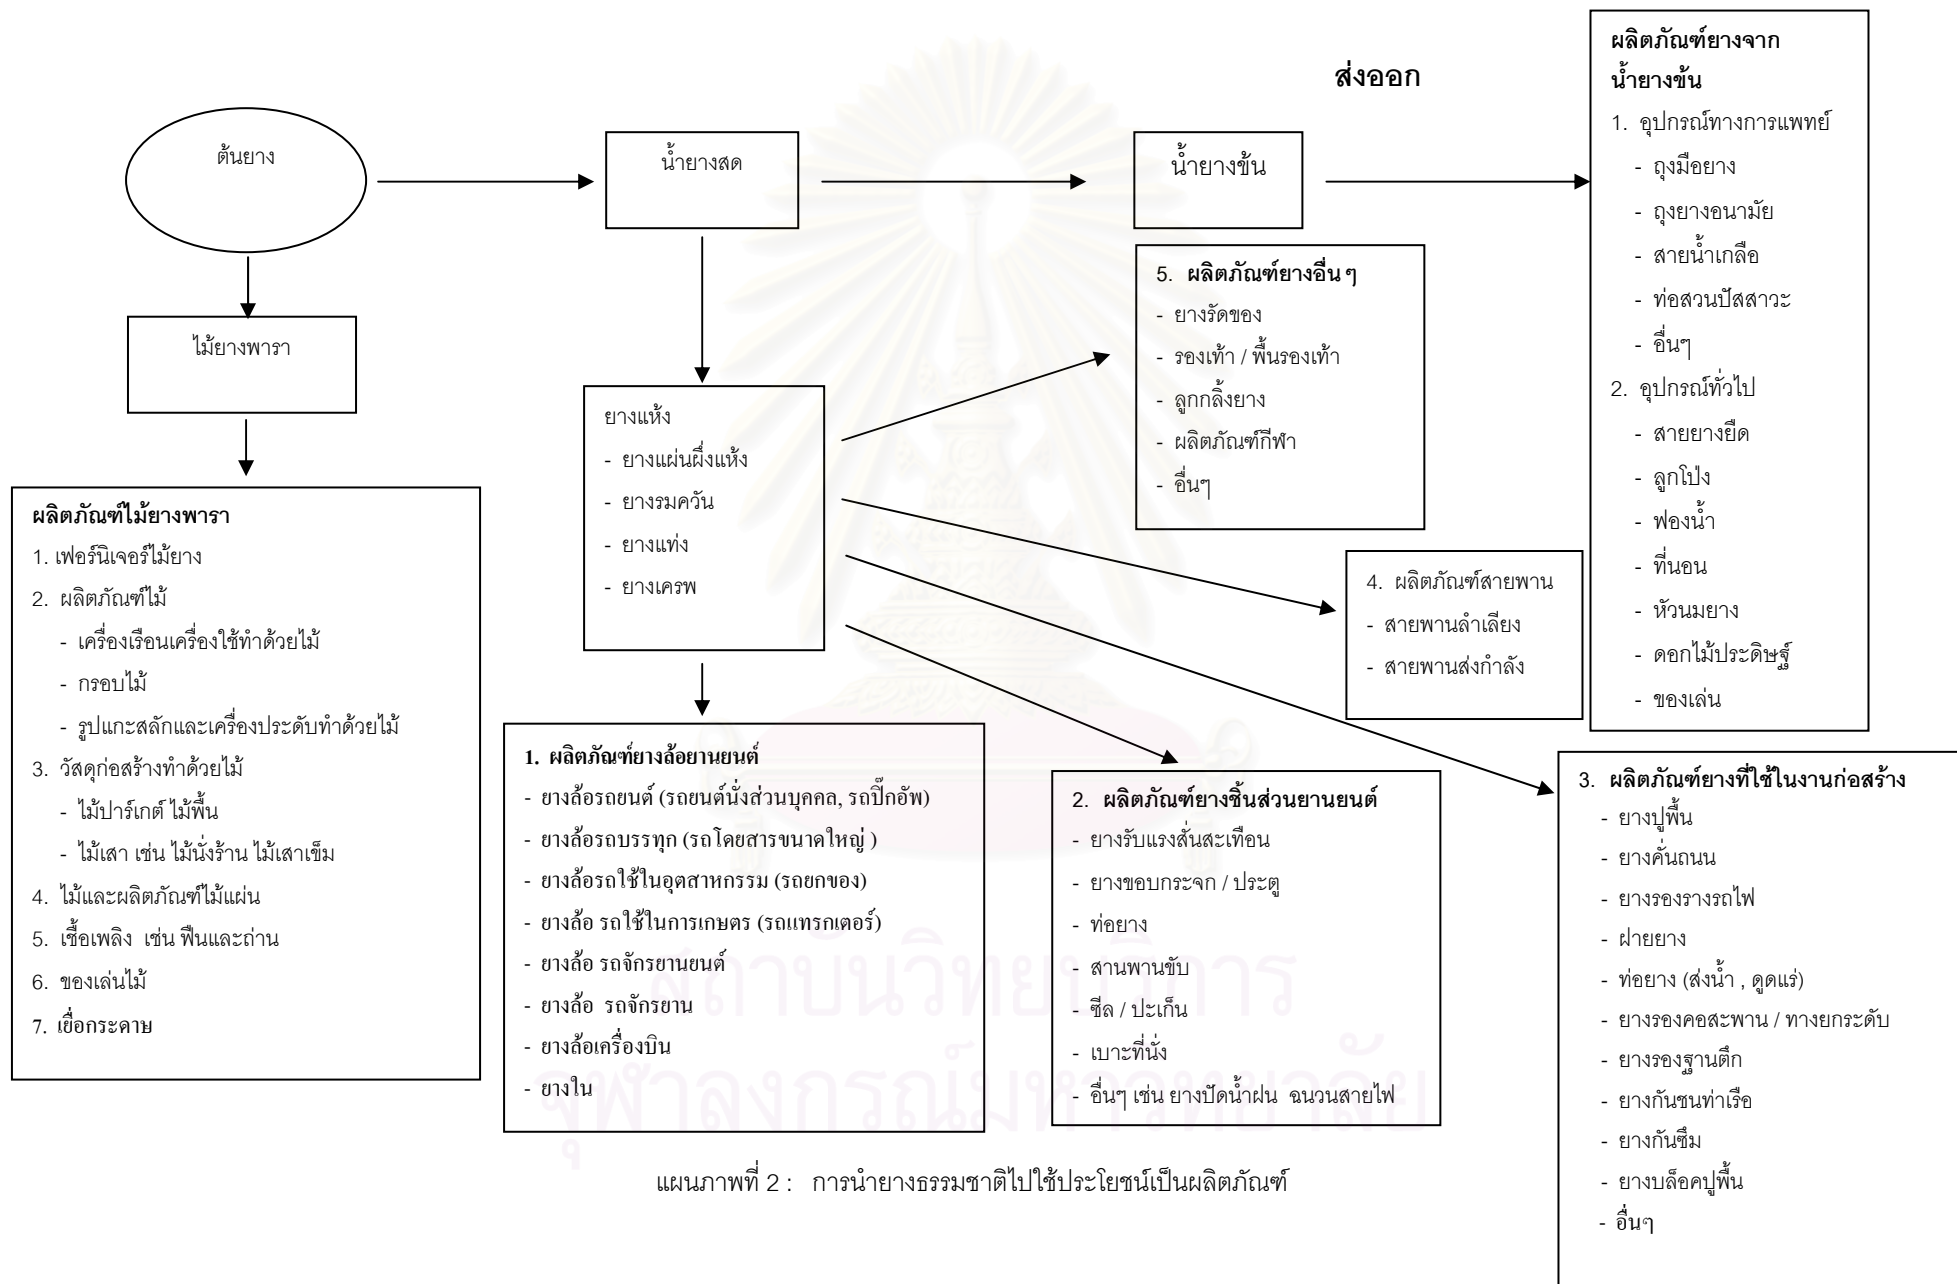 ส่งออก
ต้นยาง
น้ำยางสด
น้ำยางข้น
ผลิตภัณฑ์ยางจาก
น้ำยางข้น
1. อุปกรณ์ทางการแพทย์
- ถุงมือยาง
- ถุงยางอนามัย
- สายน้ำเกลือ
- ท่อสวนปัสสาวะ
- อื่นๆ
2. อุปกรณ์ทั่วไป
- สายยางยืด
- ลูกโป่ง
- ฟองน้ำ
- ที่นอน
- หัวนมยาง
- ดอกไม้ประดิษฐ์
- ของเล่น
ไม้ยางพารา
ผลิตภัณฑ์ไม้ยางพารา
1. เฟอร์นิเจอร์ไม้ยาง
2. ผลิตภัณฑ์ไม้
- เครื่องเรือนเครื่องใช้ทำด้วยไม้
- กรอบไม้
- รูปแกะสลักและเครื่องประดับทำด้วยไม้
3. วัสดุก่อสร้างทำด้วยไม้
- ไม้ปาร์เกต์ ไม้พื้น
- ไม้เสา เช่น ไม้นั่งร้าน ไม้เสาเข็ม
4. ไม้และผลิตภัณฑ์ไม้แผ่น
5. เชื้อเพลิง เช่น ฟืนและถ่าน
6. ของเล่นไม้
7. เยื่อกระดาษ
ยางแห้ง
- ยางแผ่นผึ่งแห้ง
- ยางรมควัน
- ยางแท่ง
- ยางเครพ
5. ผลิตภัณฑ์ยางอื่น ๆ
- ยางรัดของ
- รองเท้า / พื้นรองเท้า
- ลูกกลิ้งยาง
- ผลิตภัณฑ์กีฬา
- อื่นๆ
4. ผลิตภัณฑ์สายพาน
- สายพานลำเลียง
- สายพานส่งกำลัง
1. ผลิตภัณฑ์ยางล้อยานยนต์
- ยางล้อรถยนต์ (รถยนต์นั่งส่วนบุคคล, รถปิ๊กอัพ)
- ยางล้อรถบรรทุก (รถโดยสารขนาดใหญ่ )
- ยางล้อรถใช้ในอุตสาหกรรม (รถยกของ)
- ยางล้อ รถใช้ในการเกษตร (รถแทรกเตอร์)
- ยางล้อ รถจักรยานยนต์
- ยางล้อ รถจักรยาน
- ยางล้อเครื่องบิน
- ยางใน
2. ผลิตภัณฑ์ยางชิ้นส่วนยานยนต์
- ยางรับแรงสั่นสะเทือน
- ยางขอบกระจก / ประตู
- ท่อยาง
- สานพานขับ
- ซีล / ปะเก็น
- เบาะที่นั่ง
- อื่นๆ เช่น ยางปัดน้ำฝน ฉนวนสายไฟ
3. ผลิตภัณฑ์ยางที่ใช้ในงานก่อสร้าง
- ยางปูพื้น
- ยางคั่นถนน
- ยางรองรางรถไฟ
- ฝายยาง
- ท่อยาง (ส่งน้ำ , ดูดแร่)
- ยางรองคอสะพาน / ทางยกระดับ
- ยางรองฐานตึก
- ยางกันชนท่าเรือ
- ยางกันซึม
- ยางบล็อคปูพื้น
- อื่นๆ
สถาบันวิทยบริการ
จุฬาลงกรณ์มหาวิทยาลัย
แผนภาพที่ 2 : การนำยางธรรมชาติไปใช้ประโยชน์เป็นผลิตภัณฑ์